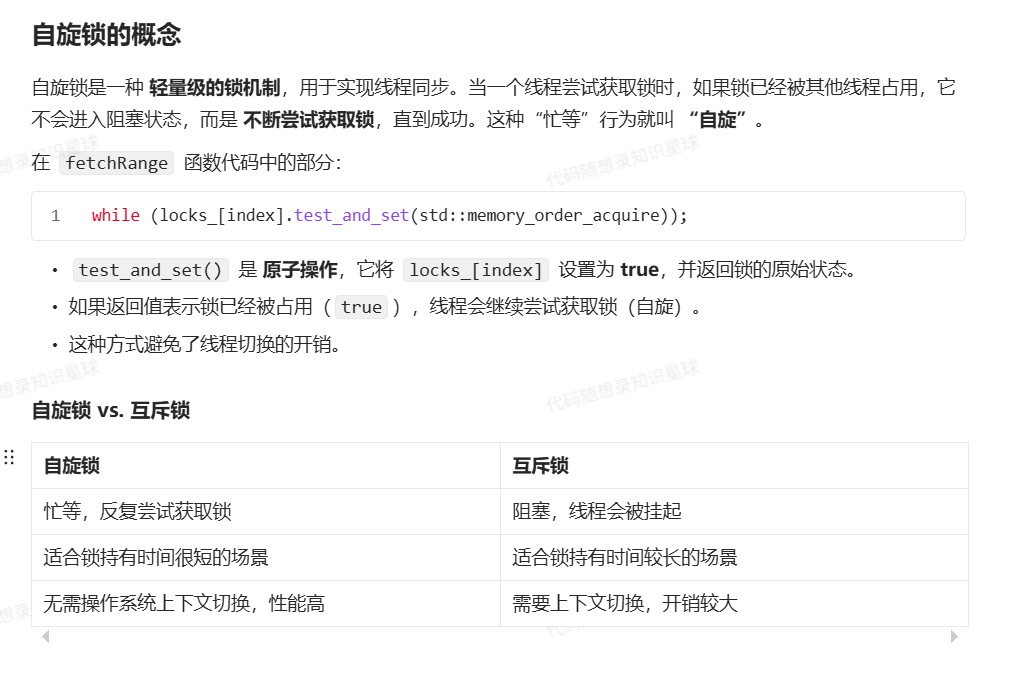 自旋锁的概念
自旋锁是一种 轻量级的锁机制，用于实现线程同步。当一个线程尝试获取锁时，如果锁已经被其他线程占用，它
不会进入阻塞状态，而是 不断尝试获取锁，直到成功。这种“忙等”行为就叫 “自旋”。
在 fetchRange 函数代码中的部分：
1 while (locks_[index].test_and_set(std::memory_order_acquire));
• test_and_set() 是 原子操作，它将 locks_[index] 设置为 true，并返回锁的原始状态。
• 如果返回值表示锁已经被占用（ true ），线程会继续尝试获取锁（自旋）。
• 这种方式避免了线程切换的开销。
自旋锁 vs. 互斥锁
自旋锁 互斥锁
忙等，反复尝试获取锁 阻塞，线程会被挂起
适合锁持有时间很短的场景 适合锁持有时间较长的场景
无需操作系统上下文切换，性能高 需要上下文切换，开销较大
想录知识星球
代码随想录知识星球
想录知识星球
代码随想录知识星球